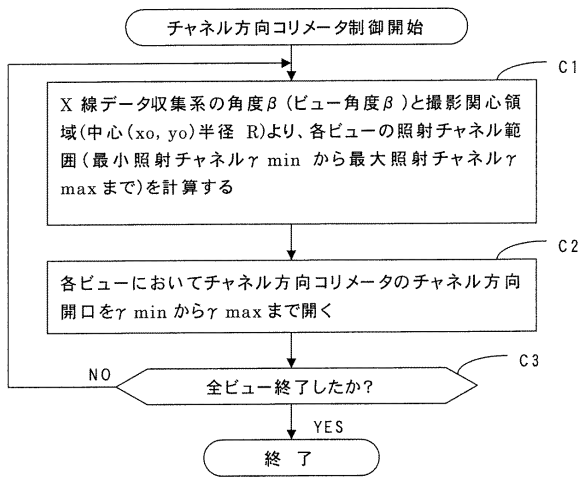 チャネル方向コリメータ制御開始
C1
X 線データ収集系の角度β(ビュー角度β)と撮影関心領
域(中心(xo, yo)半径 R)より、各ビューの照射チャネル範
囲(最小照射チャネルγ min から最大照射チャネルγ
max まで)を計算する
C2
各ビューにおいてチャネル方向コリメータのチャネル方向
開口をγ minからγ maxまで開く
C3
NO
全ビュー終了したか?
YES
終 了